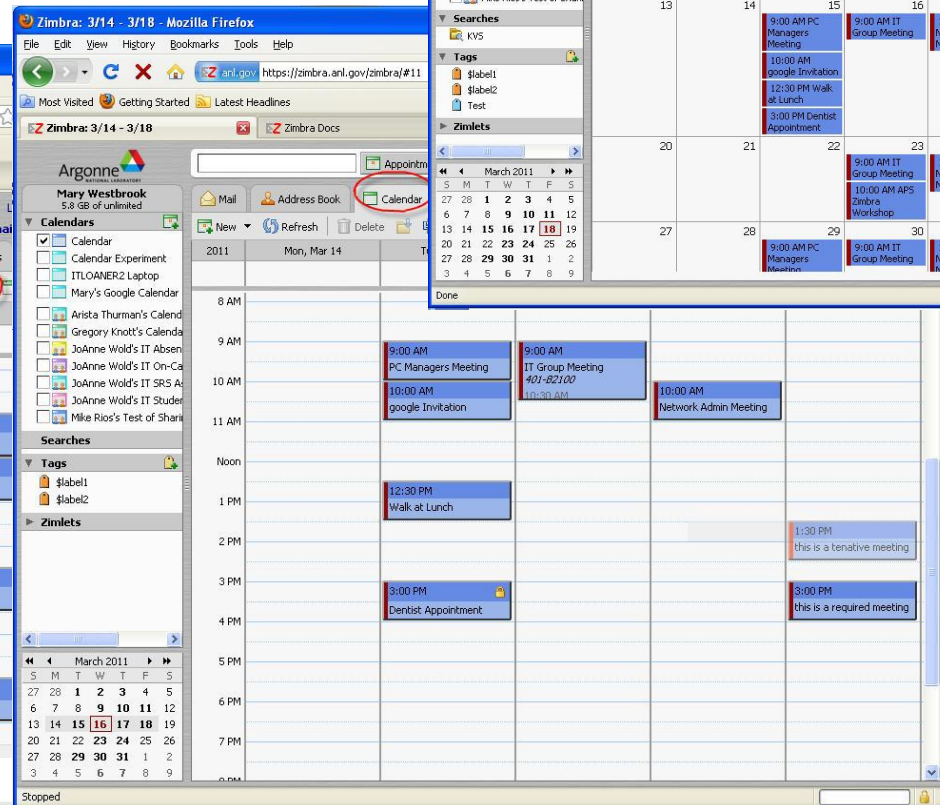 Zimbra: 3/14 - 3/18 - Mozilla Firefox
File Edit View History Bookmarks Tools Help
anl.gov https://zimbra.anl.gov/zimbra/#11
Most Visited Getting Started Latest Headlines
Zimbra: 3/14 - 3/18 Zimbra Docs
Argonne
NATIONAL LABORATORY
Mary Westbrook
5.8 GB of unlimited
Calendars
Calendar
Calendar Experiment
ITLOANER2 Laptop
Mary's Google Calendar
Arista Thurman's Calend
Gregory Knott's Calenda
JoAnne Wold's IT Absen
JoAnne Wold's IT On-Ca
JoAnne Wold's IT SRS As
JoAnne Wold's IT Studer
Mike Rios's Test of Shari
Searches
Tags
$label1
$label2
Zimlets
March 2011
S M T W T F S
27 28 1 2 3 4 5
6 7 8 9 10 11 12
13 14 15 16 17 18 19
20 21 22 23 24 25 26
27 28 29 30 31 1 2
3 4 5 6 7 8 9
Stopped
Appointm
Mail Address Book Calendar
New Refresh Delete
2011 Mon, Mar 14
8 AM
9 AM
10 AM
11 AM
Noon
1 PM
2 PM
3 PM
4 PM
5 PM
6 PM
7 PM
9:00 AM
PC Managers Meeting
10:00 AM
google Invitation
12:30 PM
Walk at Lunch
3:00 PM
Dentist Appointment
9:00 AM
IT Group Meeting
401-B2100
10:30 AM
10:00 AM
Network Admin Meeting
1:30 PM
this is a tenative meeting
3:00 PM
this is a required meeting
Searches
KVS
Tags
$label1
$label2
Test
Zimlets
March 2011
S M T W T F S
27 28 1 2 3 4 5
6 7 8 9 10 11 12
13 14 15 16 17 18 19
20 21 22 23 24 25 26
27 28 29 30 31 1 2
3 4 5 6 7 8 9
Done
13 14 15 16
9:00 AM PC
Managers
Meeting
10:00 AM
google Invitation
12:30 PM Walk
at Lunch
3:00 PM Dentist
Appointment
9:00 AM IT
Group Meeting
20 21 22 23
9:00 AM IT
Group Meeting
10:00 AM APS
Zimbra
Workshop
27 28 29 30
9:00 AM PC
Managers
Meeting
9:00 AM IT
Group Meeting